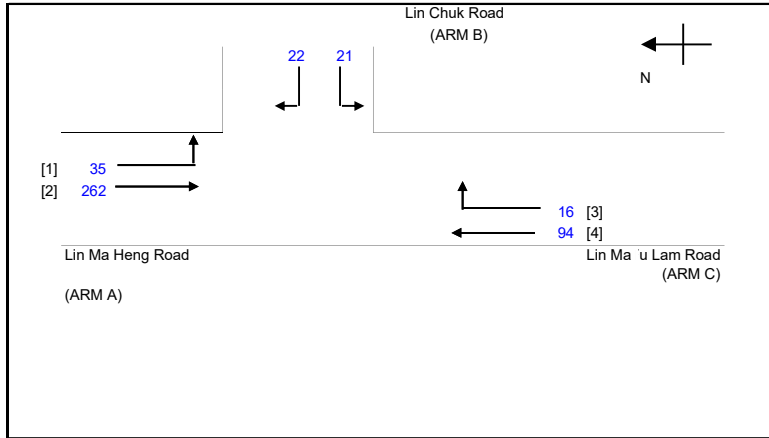 Lin Chuk Road
(ARM B)
N
22 21
[1] 35
[2] 262
16 [3]
94 [4]
Lin Ma Heng Road
(ARM A)
Lin Ma 'u Lam Road
(ARM C)